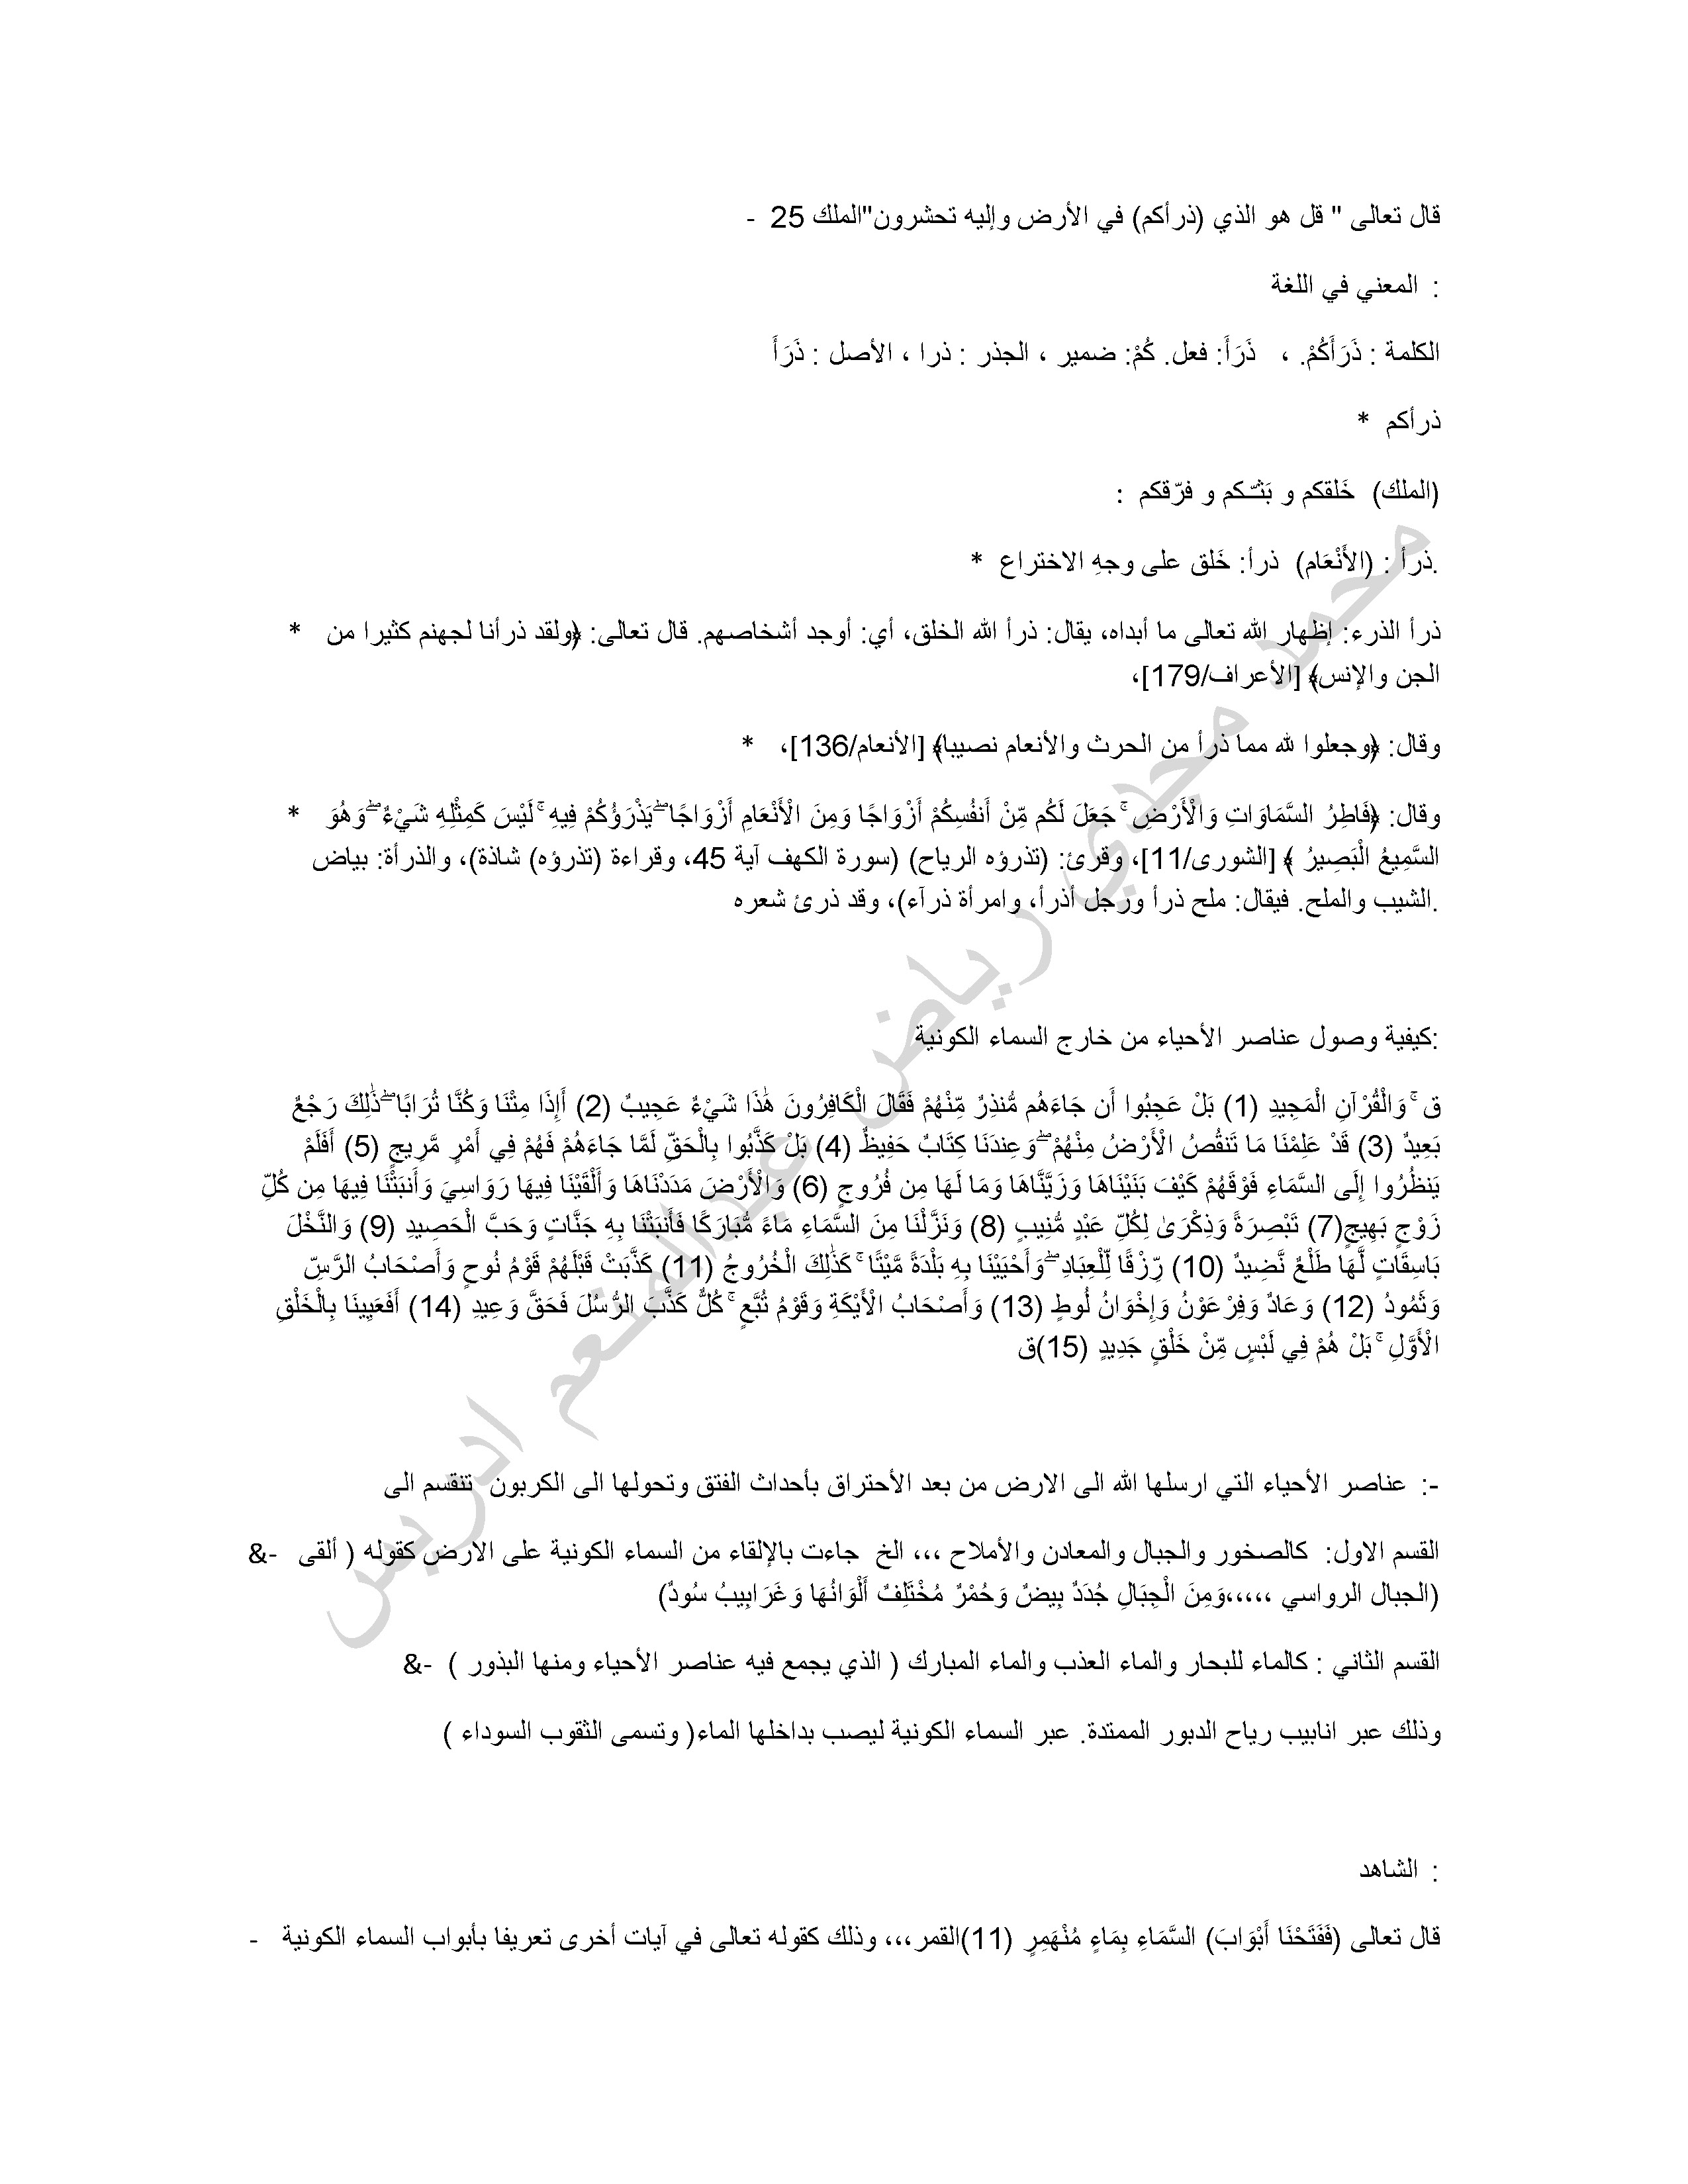 قال تعالى " قل هو الذي (ذرأكم) في الأرض وإليه تحشرون"الملك 25 -
: المعني في اللغة
الكلمة : ذَرَأَكُمْ. ، ذَرَأَ: فعل. كُمْ: ضمير ، الجذر : ذرا ، الأصل : ذَرَأَ
ذرأكم *
(الملك) خَلقكم و بَثـّـكم و فرّقكم :
.ذرأ : (الأَنْعَام) ذرأ: خَلق على وجهِ الاختراع *
ذرأ الذرء: إظهار الله تعالى ما أبداه، يقال: ذرأ الله الخلق، أي: أوجد أشخاصهم. قال تعالى: ﴿ولقد ذرأنا لجهنم كثيرا من *
الجن والإنس﴾ [الأعراف/179]،
وقال: ﴿وجعلوا لله مما ذرأ من الحرث والأنعام نصيبا﴾ [الأنعام/136]، *
وقال: ﴿فَاطِرُ السَّمَاوَاتِ وَالْأَرْضِ ۚ جَعَلَ لَكُم مِّنْ أَنفُسِكُمْ أَزْوَاجًا وَمِنَ الْأَنْعَامِ أَزْوَاجًا ۖ يَذْرَؤُكُمْ فِيهِ ۚ لَيْسَ كَمِثْلِهِ شَيْءٌ ۖ وَهُوَ *
السَّمِيعُ الْبَصِيرُ ﴾ [الشورى/11]، وقرئ: (تذرؤه الرياح) (سورة الكهف آية 45، وقراءة (تذرؤه) شاذة)، والذرأة: بياض
.الشيب والملح. فيقال: ملح ذرأ ورجل أذرأ، وامرأة ذرآء)، وقد ذرئ شعره
:كيفية وصول عناصر الأحياء من خارج السماء الكونية
ق ۚ وَالْقُرْآنِ الْمَجِيدِ (1) بَلْ عَجِبُوا أَن جَاءَهُم مُّنذِرٌ مِّنْهُمْ فَقَالَ الْكَافِرُونَ هَٰذَا شَيْءٌ عَجِيبٌ (2) أَإِذَا مِتْنَا وَكُنَّا تُرَابًا ۖ ذَٰلِكَ رَجْعٌ
بَعِيدٌ (3) قَدْ عَلِمْنَا مَا تَنقُصُ الْأَرْضُ مِنْهُمْ ۖ وَعِندَنَا كِتَابٌ حَفِيظٌ (4) بَلْ كَذَّبُوا بِالْحَقِّ لَمَّا جَاءَهُمْ فَهُمْ فِي أَمْرٍ مَّرِيجٍ (5) أَفَلَمْ
يَنظُرُوا إِلَى السَّمَاءِ فَوْقَهُمْ كَيْفَ بَنَيْنَاهَا وَزَيَّنَّاهَا وَمَا لَهَا مِن فُرُوجٍ (6) وَالْأَرْضَ مَدَدْنَاهَا وَأَلْقَيْنَا فِيهَا رَوَاسِيَ وَأَنبَتْنَا فِيهَا مِن كُلِّ
زَوْجٍ بَهِيجٍ(7) تَبْصِرَةً وَذِكْرَىٰ لِكُلِّ عَبْدٍ مُّنِيبٍ (8) وَنَزَّلْنَا مِنَ السَّمَاءِ مَاءً مُّبَارَكًا فَأَنبَتْنَا بِهِ جَنَّاتٍ وَحَبَّ الْحَصِيدِ (9) وَالنَّخْلَ
بَاسِقَاتٍ لَّهَا طَلْعٌ نَّضِيدٌ (10) رِّزْقًا لِّلْعِبَادِ ۖ وَأَحْيَيْنَا بِهِ بَلْدَةً مَّيْتًا ۚ كَذَٰلِكَ الْخُرُوجُ (11) كَذَّبَتْ قَبْلَهُمْ قَوْمُ نُوحٍ وَأَصْحَابُ الرَّسِّ
وَثَمُودُ (12) وَعَادٌ وَفِرْعَوْنُ وَإِخْوَانُ لُوطٍ (13) وَأَصْحَابُ الْأَيْكَةِ وَقَوْمُ تُبَّعٍ ۚ كُلٌّ كَذَّبَ الرُّسُلَ فَحَقَّ وَعِيدِ (14) أَفَعَيِينَا بِالْخَلْقِ
الْأَوَّلِ ۚ بَلْ هُمْ فِي لَبْسٍ مِّنْ خَلْقٍ جَدِيدٍ (15)ق
-: عناصر الأحياء التي ارسلها الله الى الارض من بعد الأحتراق بأحداث الفتق وتحولها الى الكربون تنقسم الى
القسم الاول: كالصخور والجبال والمعادن والأملاح ،،، الخ جاءت بالإلقاء من السماء الكونية على الارض كقوله ( ألقى -&
(الجبال الرواسي ،،،،،وَمِنَ الْجِبَالِ جُدَدٌ بِيضٌ وَحُمْرٌ مُخْتَلِفٌ أَلْوَانُهَا وَغَرَابِيبُ سُودٌ)
القسم الثاني : كالماء للبحار والماء العذب والماء المبارك ( الذي يجمع فيه عناصر الأحياء ومنها البذور ) -&
وذلك عبر انابيب رياح الدبور الممتدة. عبر السماء الكونية ليصب بداخلها الماء( وتسمى الثقوب السوداء )
: الشاهد
قال تعالى (فَفَتَحْنَا أَبْوَابَ) السَّمَاءِ بِمَاءٍ مُنْهَمِرٍ (11)القمر،،، وذلك كقوله تعالى في آيات أخرى تعريفا بأبواب السماء الكونية -
محمد مجدي رياض عبدالمنعم ادريس